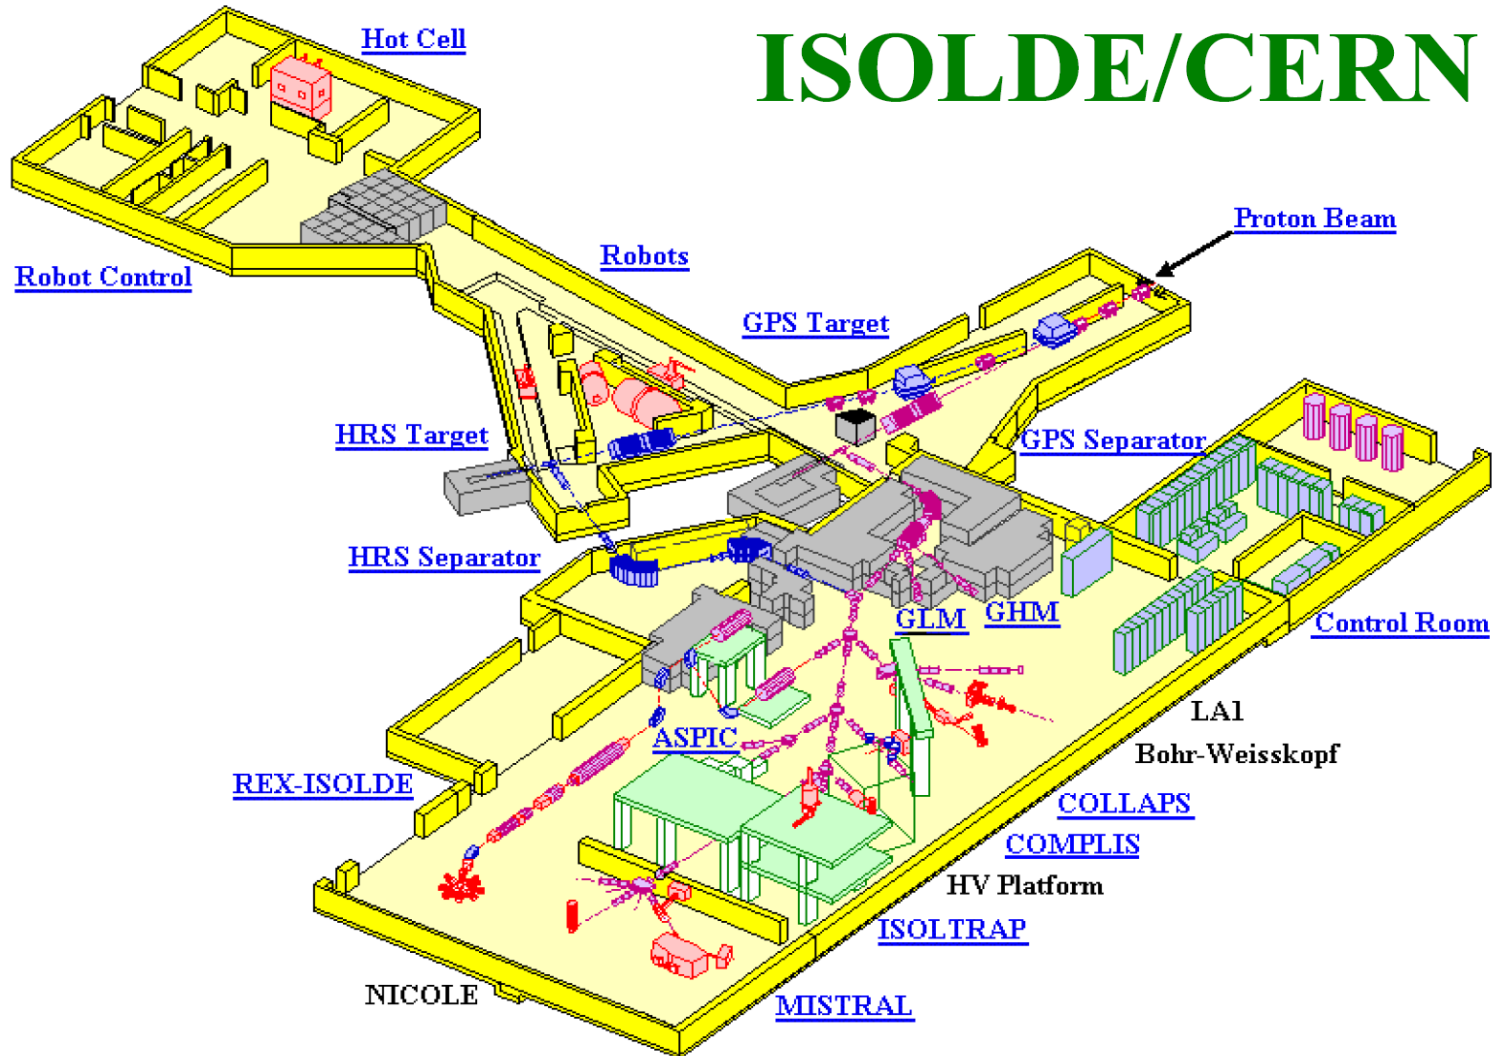 ISOLDE/CERN
Hot Cell
Proton Beam
Robots
Robot Control
GPS Target
HRS Target
GPS Separator
HRS Separator
GLM
GHM
Control Room
LA1
ASPIC
Bohr-Weisskopf
REX-ISOLDE
COLLAPS
COMPLIS
HV Platform
ISOLTRAP
NICOLE
MISTRAL